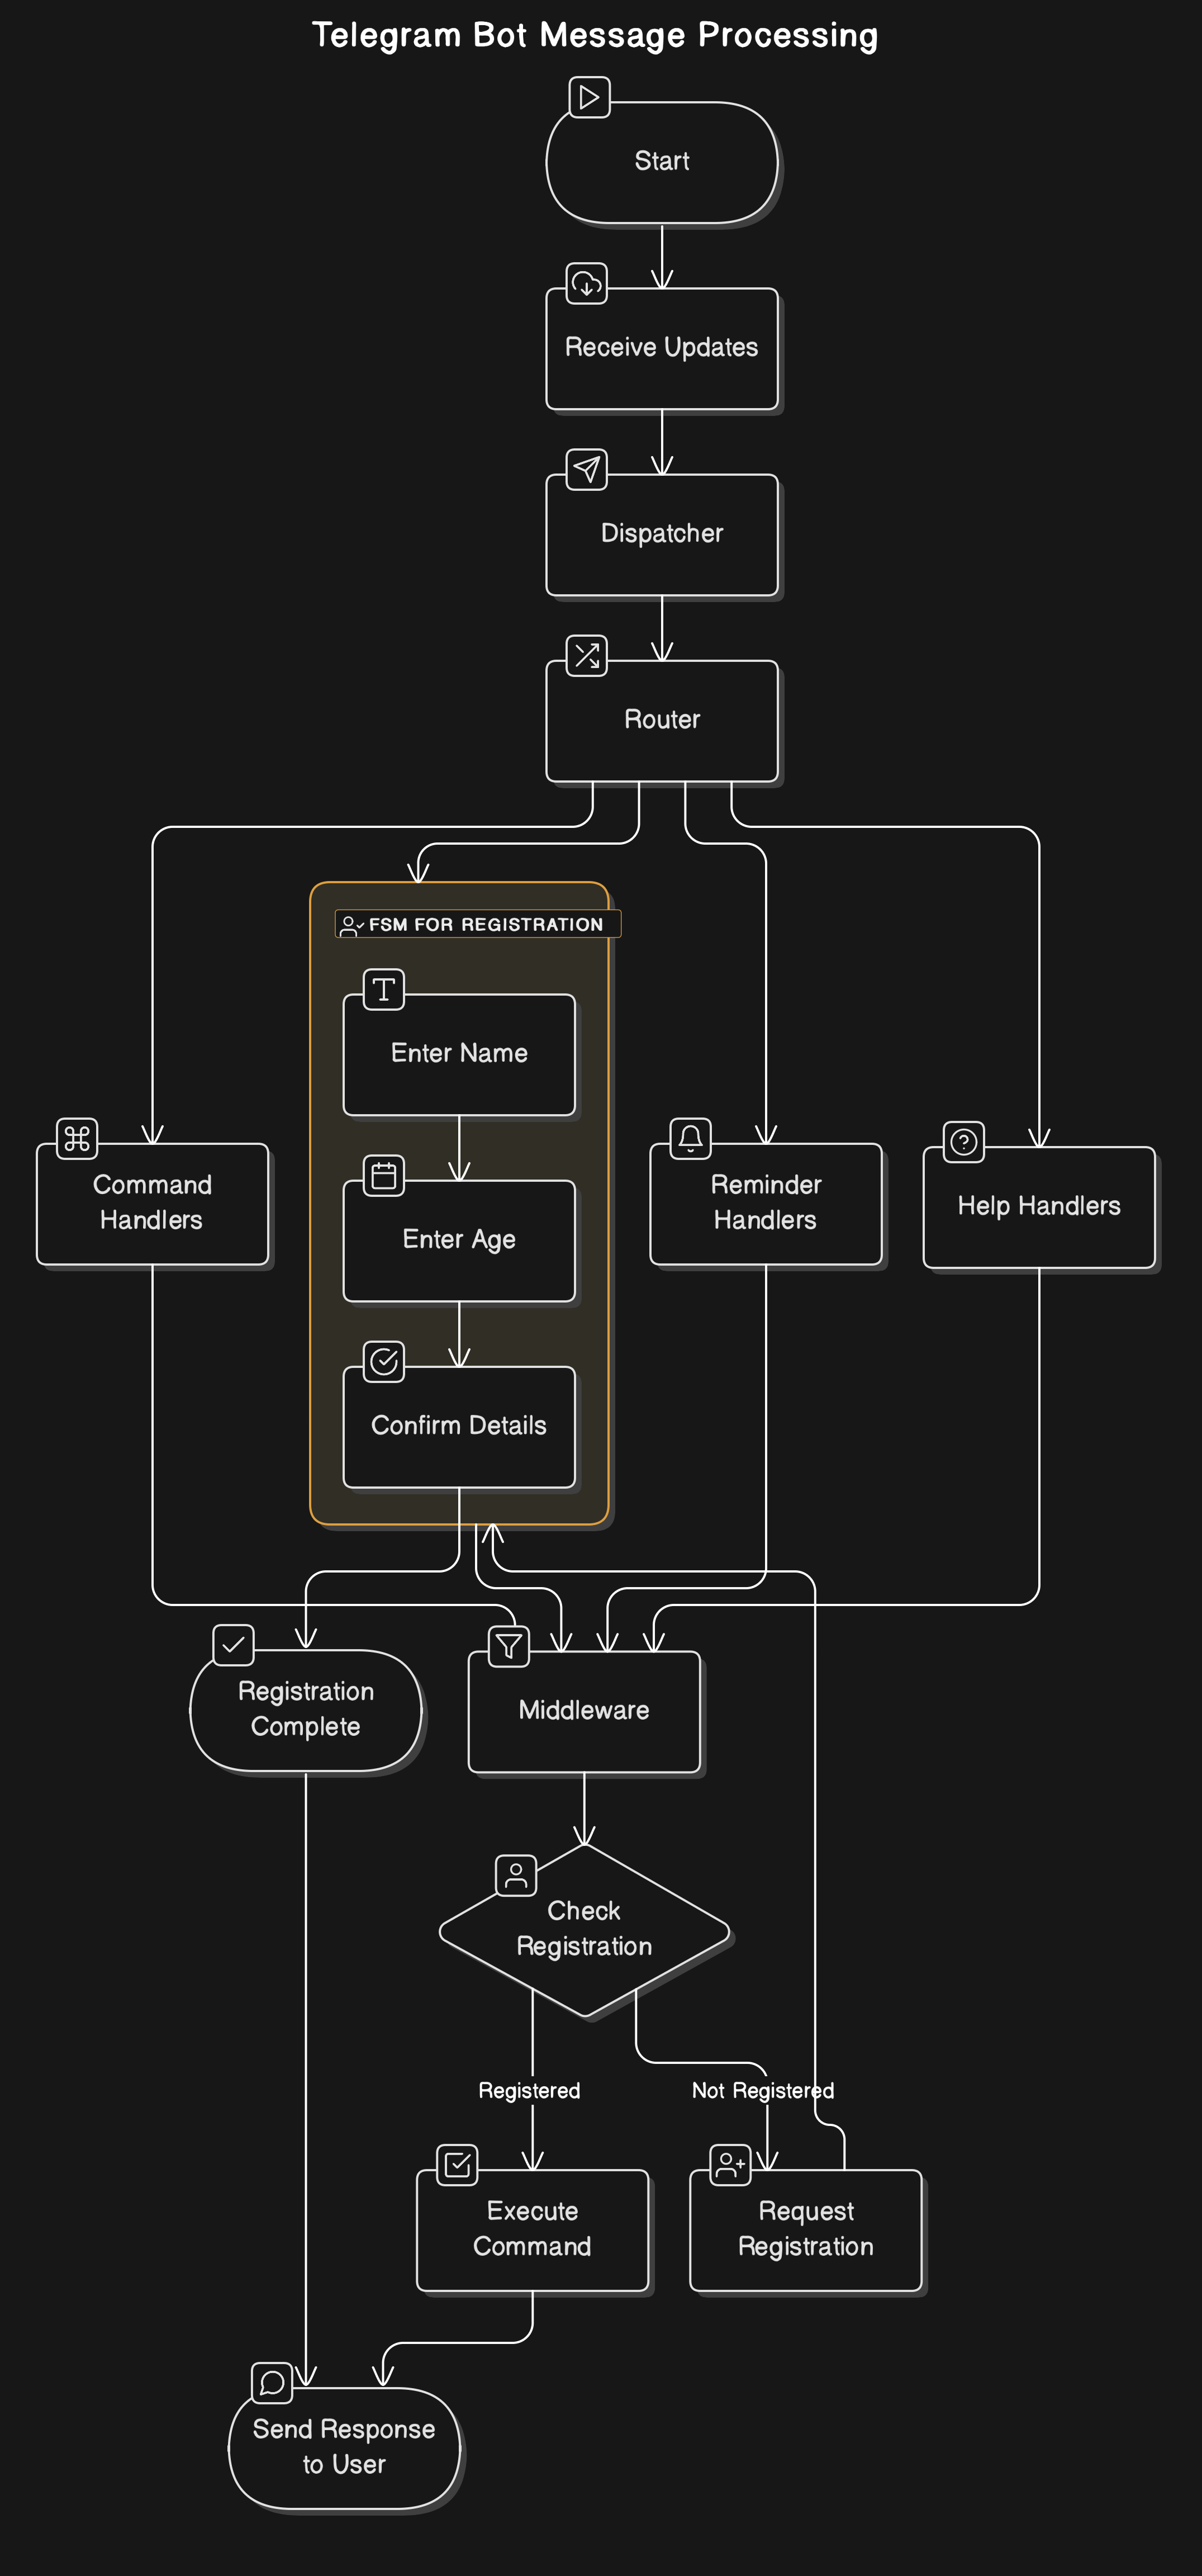 Telegram Bot Message Processing
Start
Receive Updates
Dispatcher
Router
FSM FOR REGISTRATION
Enter Name
Command
Handlers
Reminder
Handlers
Help Handlers
Enter Age
Confirm Details
Registration
Complete
Middleware
Check
Registration
Registered
Not Registered
Execute
Command
Request
Registration
Send Response
to User